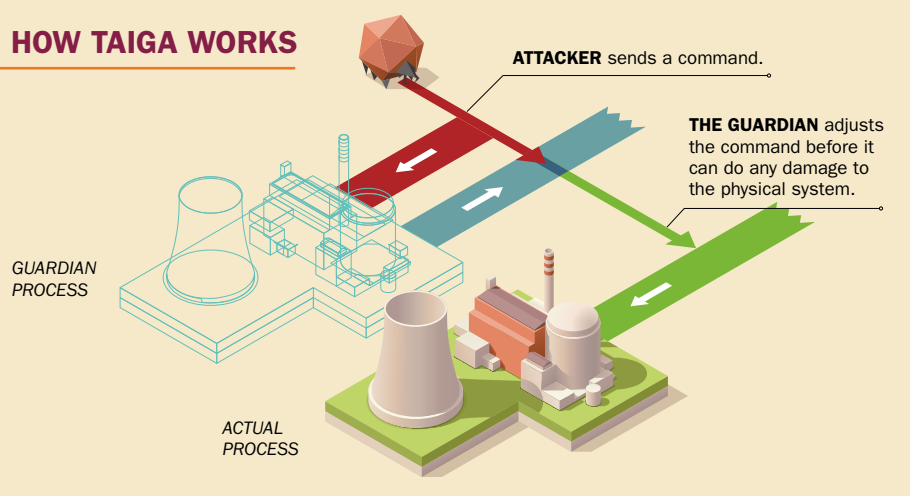 HOW TAIGA WORKS
ATTACKER sends a command.
THE GUARDIAN adjusts
the command before it
can do any damage to
the physical system.
GUARDIAN
PROCESS
ACTUAL
PROCESS